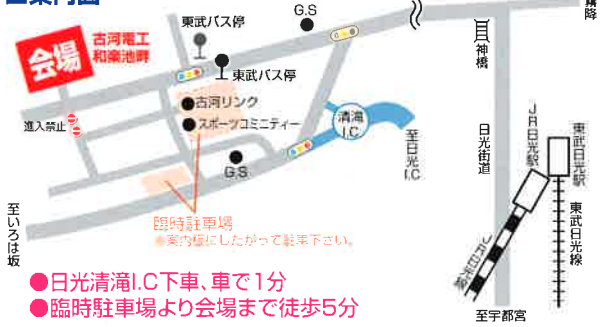 ■案内図
会場
古河電工
和楽池畔
東武バス停
G.S
東武バス停
古河リンク
スポーツコミニティー
進入禁止
清滝
I.C
G.S
至日光I.C
至いろは坂
臨時駐車場
※案内板にしたがって駐車下さい。
霧降
神橋
日光街道
JR日光駅
東武日光駅
東武日光線
JR日光線
至宇都宮
●日光清滝I.C下車、車で1分
●臨時駐車場より会場まで徒歩5分